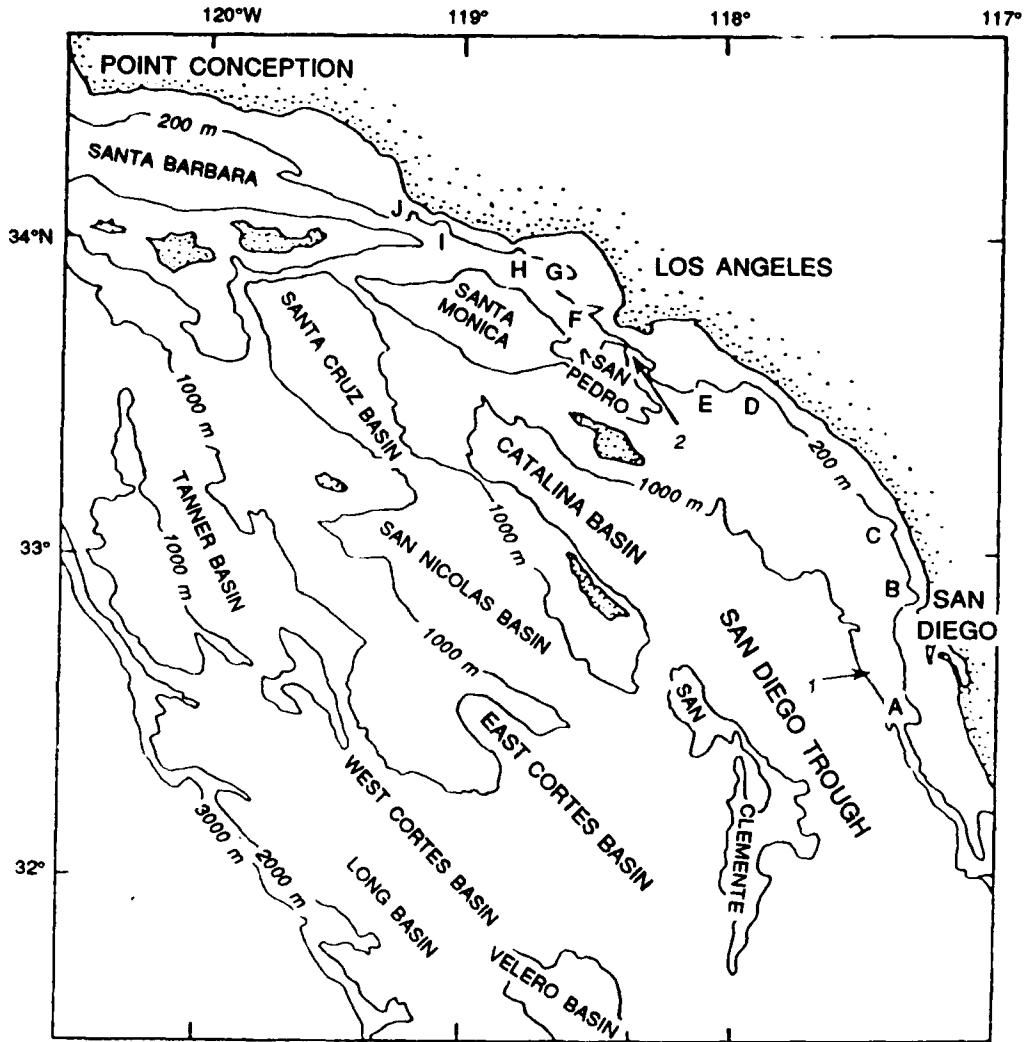 120°W 119° 118° 117°
POINT CONCEPTION
200 m
SANTA BARBARA
J
34°N
I
H
G
LOS ANGELES
SANTA MONICA
F
SANTA CRUZ BASIN
SAN PEDRO
E
D
2
1000 m
200 m
CATALINA BASIN
1000 m
TANNER BASIN
1000 m
1000 m
C
33°
SAN NICOLAS BASIN
B
SAN DIEGO
1000 m
SAN DIEGO TROUGH
1
SAN
CLEMENTE
A
EAST CORTES BASIN
WEST CORTES BASIN
3000 m
2000 m
32°
LONG BASIN
VELERO BASIN